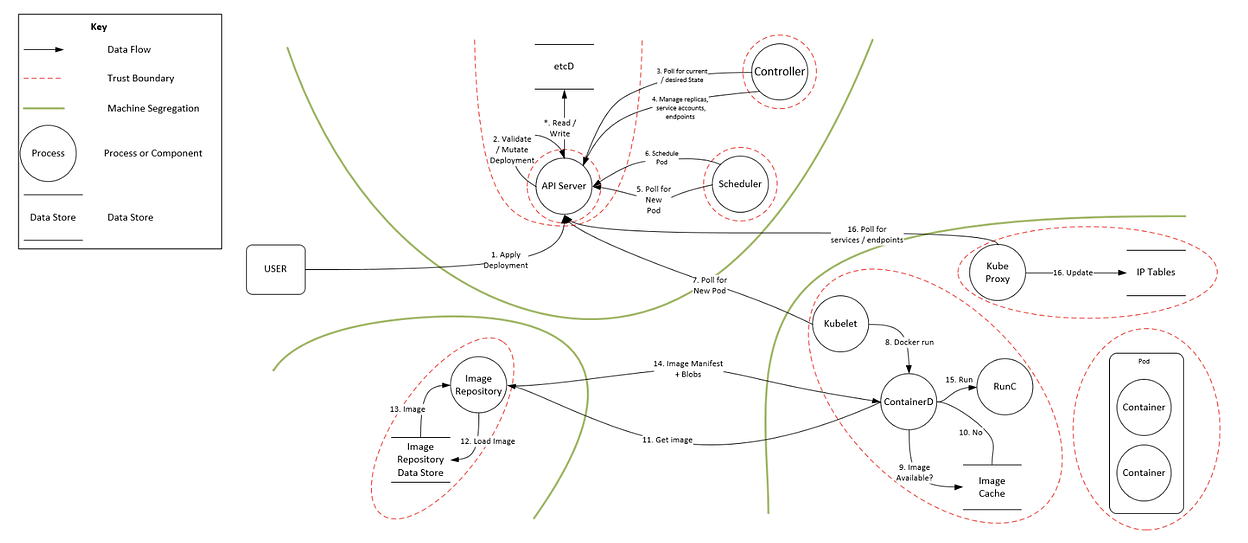 Key
Data Flow
Trust Boundary
Machine Segregation
Process
Process or Component
Data Store
Data Store
etcD
*. Read /
Write
2. Validate
/ Mutate
Deployment
API Server
3. Poll for current
/ desired State
4. Manage replicas,
service accounts,
endpoints
Controller
6. Schedule
Pod
5. Poll for
New
Pod
Scheduler
USER
1. Apply
Deployment
16. Poll for
services / endpoints
7. Poll for
New Pod
Kube
Proxy
16. Update
IP Tables
Kubelet
8. Docker run
ContainerD
15. Run
RunC
10. No
9. Image
Available?
Image
Cache
Pod
Container
Container
14. Image Manifest
+ Blobs
11. Get image
Image
Repository
13. Image
12. Load Image
Image
Repository
Data Store